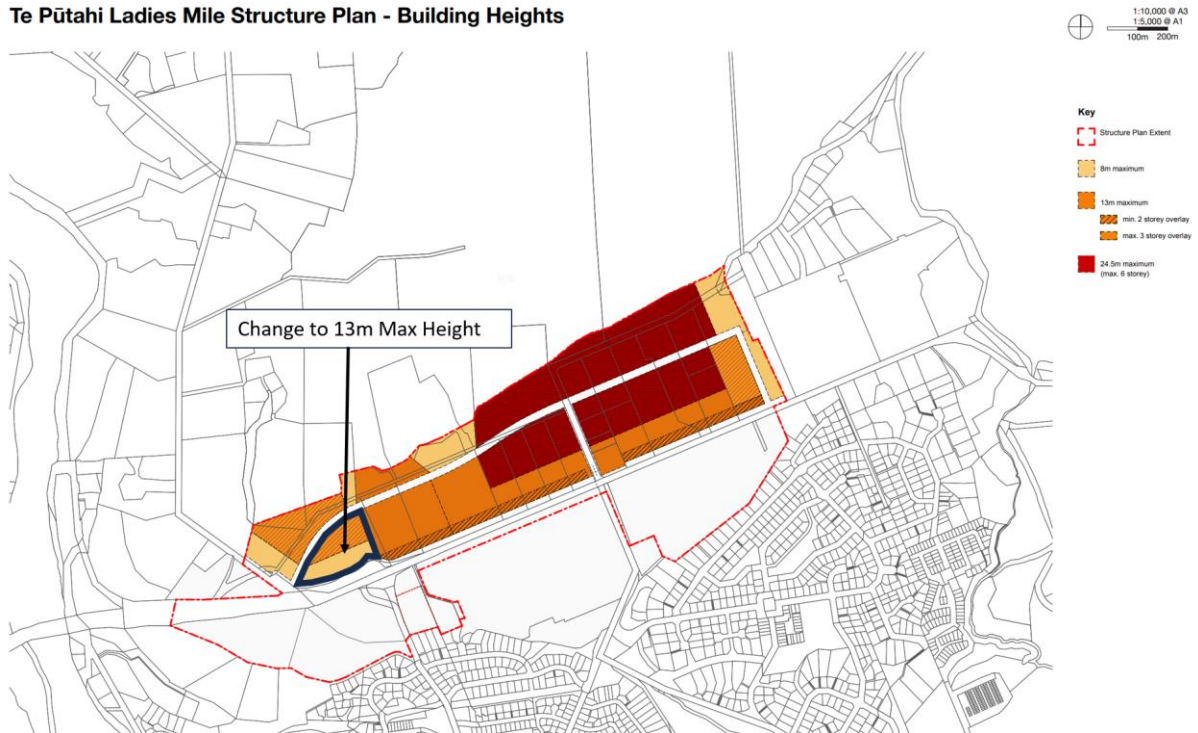 Te Pūtahi Ladies Mile Structure Plan - Building Heights
1:10,000 @ A3
1:5,000 @ A1
100m 200m
Key
Structure Plan Extent
8m maximum
13m maximum
min. 2 storey overlay
max. 3 storey overlay
24.5m maximum
(max. 6 storey)
Change to 13m Max Height